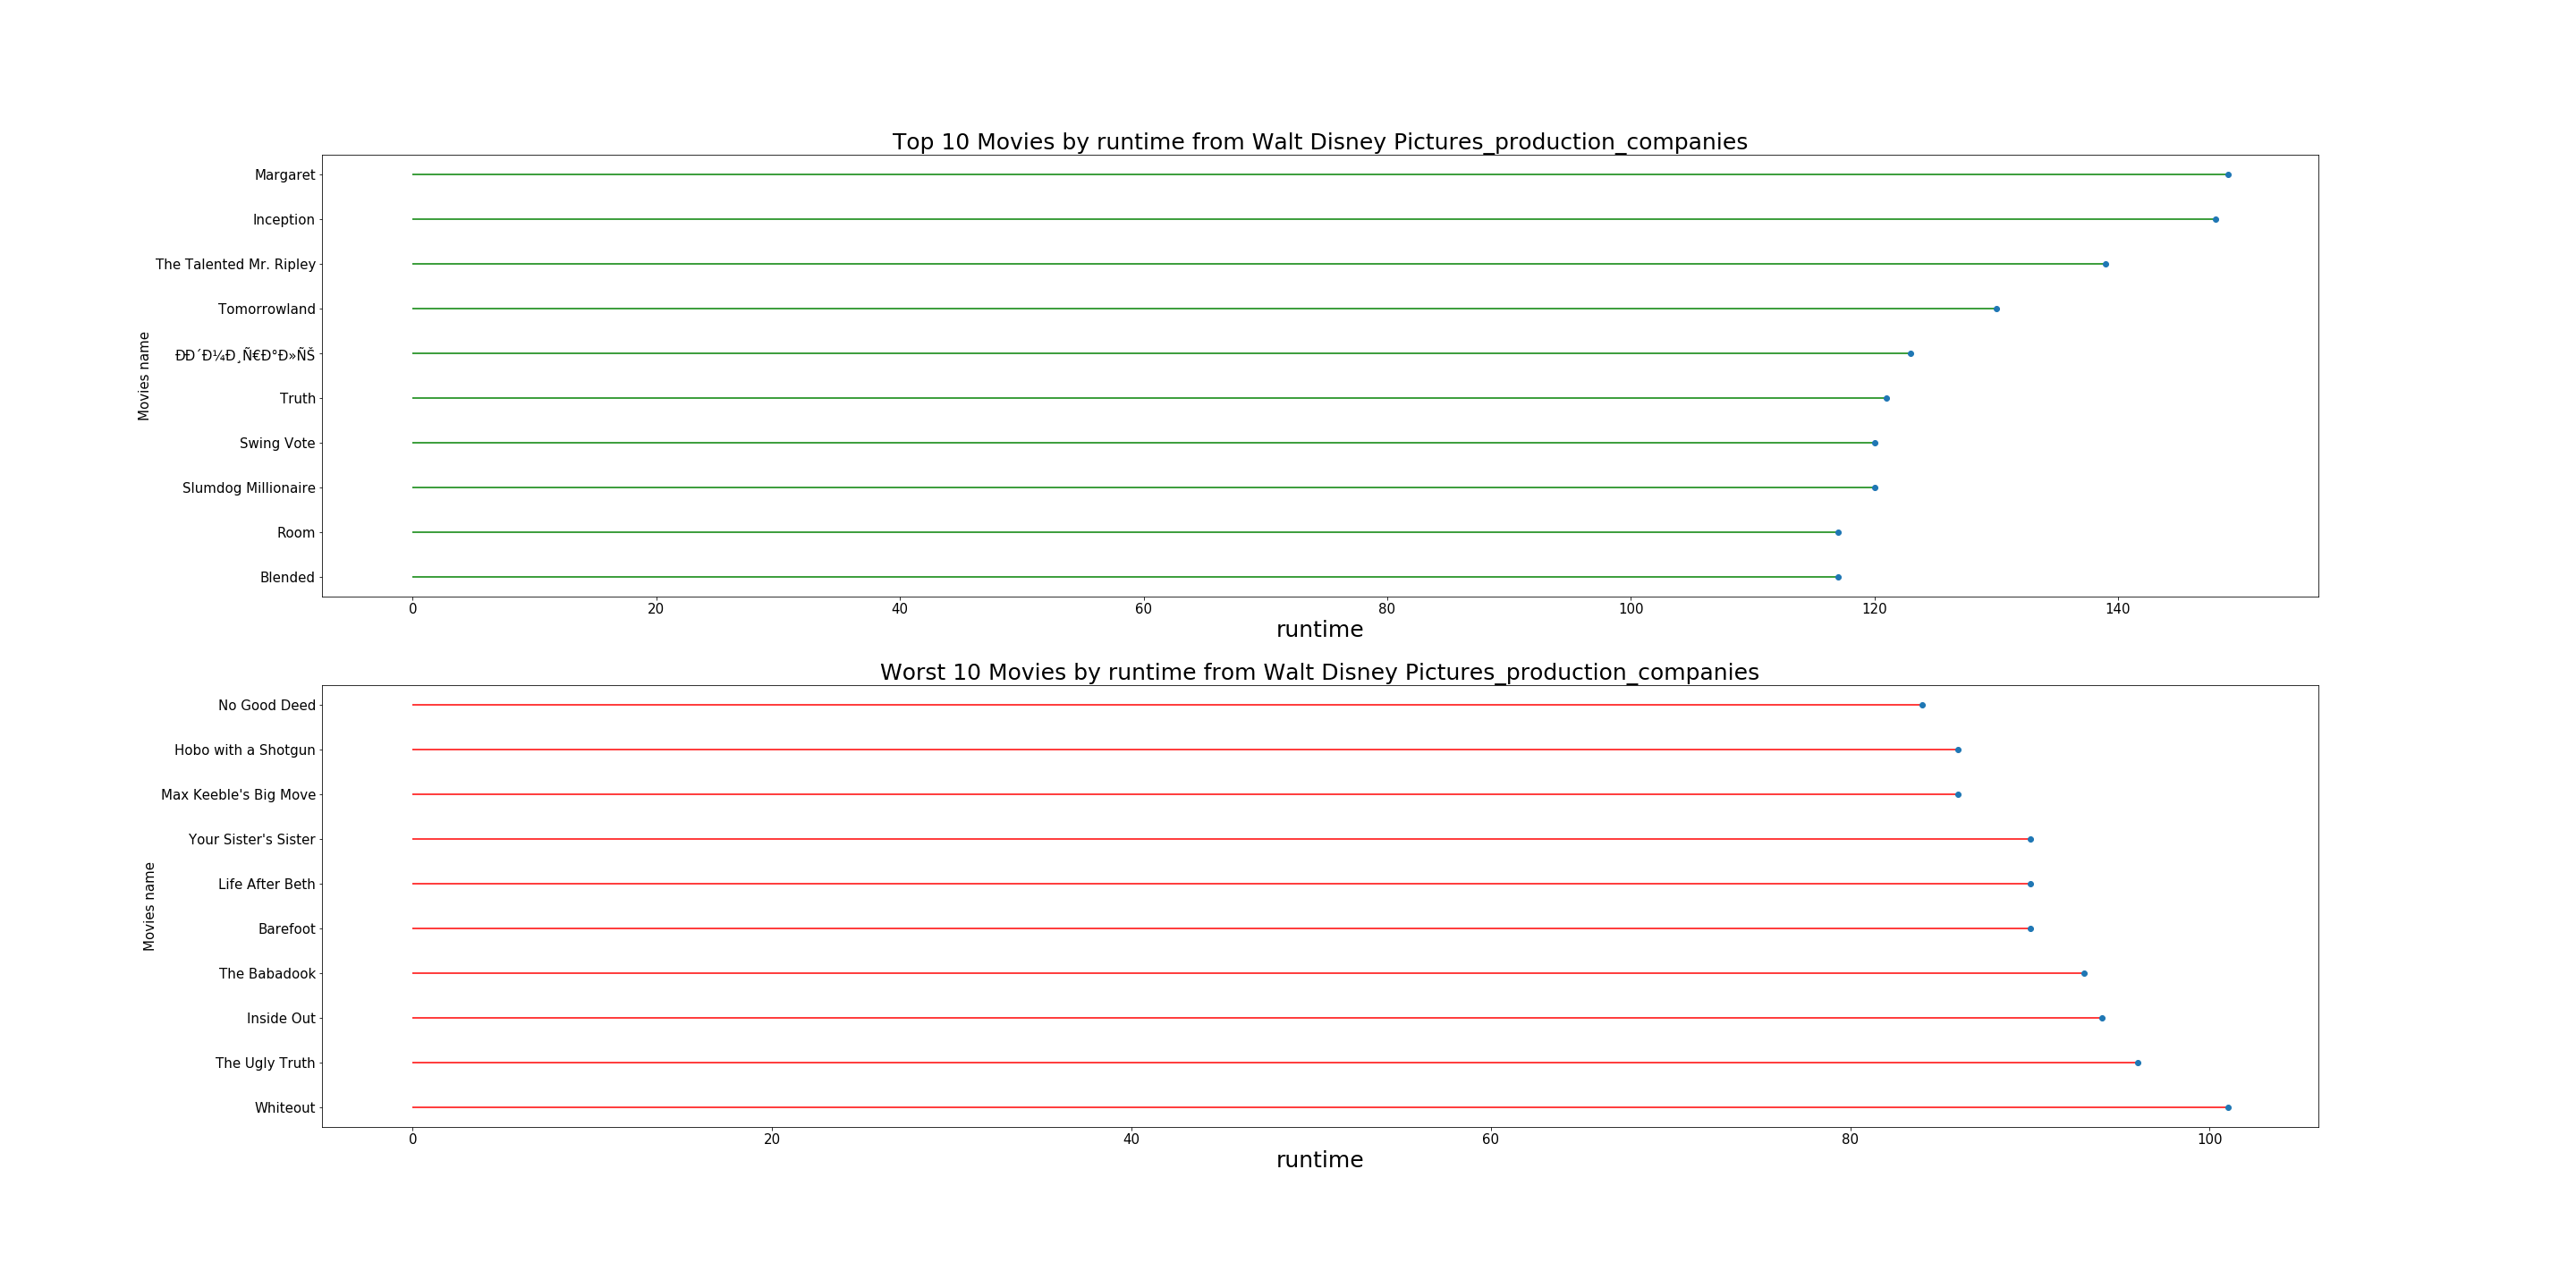 Top 10 Movies by runtime from Walt Disney Pictures_production_companies
Movies name
Margaret
Inception
The Talented Mr. Ripley
Tomorrowland
ÐÐ´Ð¼Ð¸Ñ€Ð°Ð»ÑŠ
Truth
Swing Vote
Slumdog Millionaire
Room
Blended
0 20 40 60 80 100 120 140
runtime
Worst 10 Movies by runtime from Walt Disney Pictures_production_companies
Movies name
No Good Deed
Hobo with a Shotgun
Max Keeble's Big Move
Your Sister's Sister
Life After Beth
Barefoot
The Babadook
Inside Out
The Ugly Truth
Whiteout
0 20 40 60 80 100
runtime